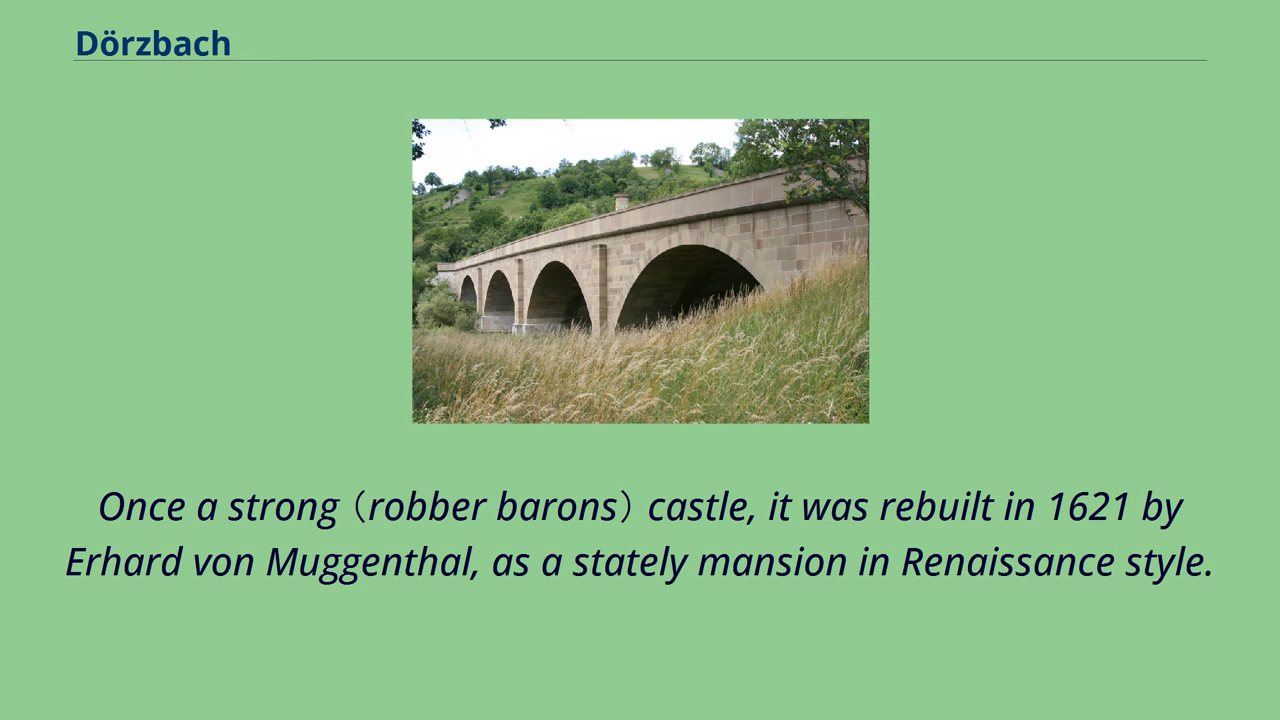 Dörzbach
Once a strong（robber barons）castle, it was rebuilt in 1621 by
Erhard von Muggenthal, as a stately mansion in Renaissance style.